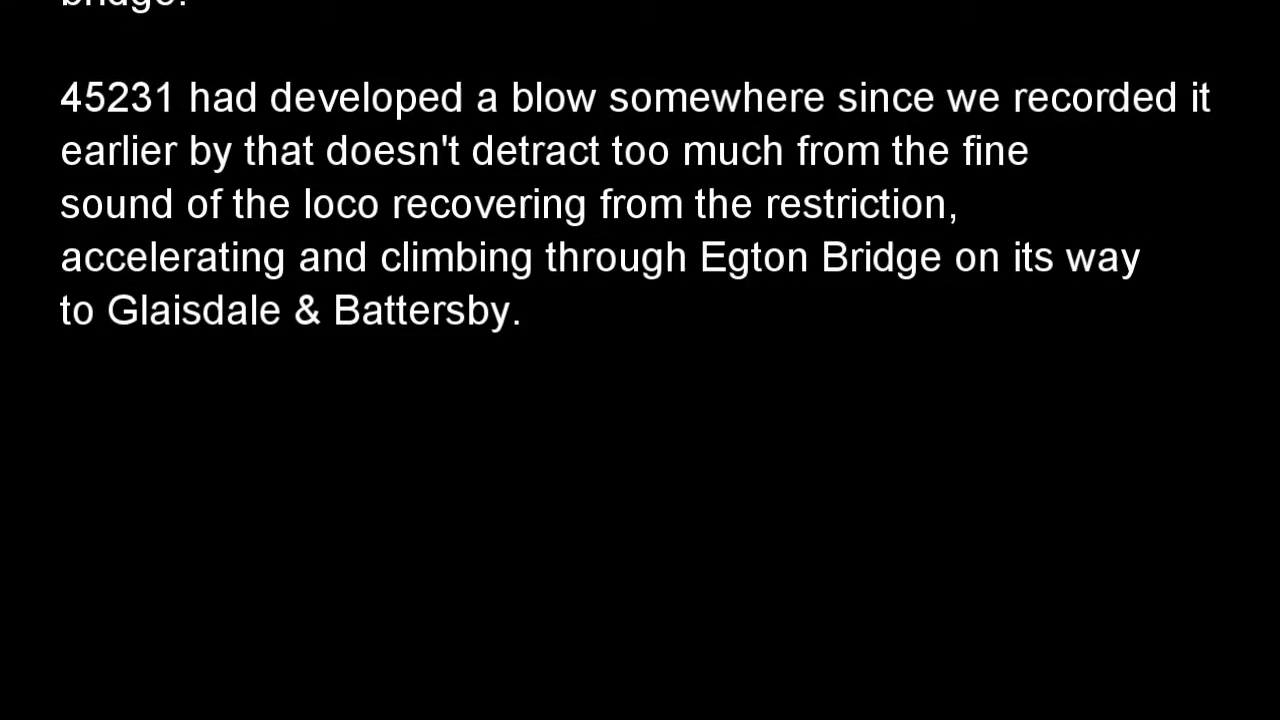 bridge.
45231 had developed a blow somewhere since we recorded it
earlier by that doesn't detract too much from the fine
sound of the loco recovering from the restriction,
accelerating and climbing through Egton Bridge on its way
to Glaisdale & Battersby.